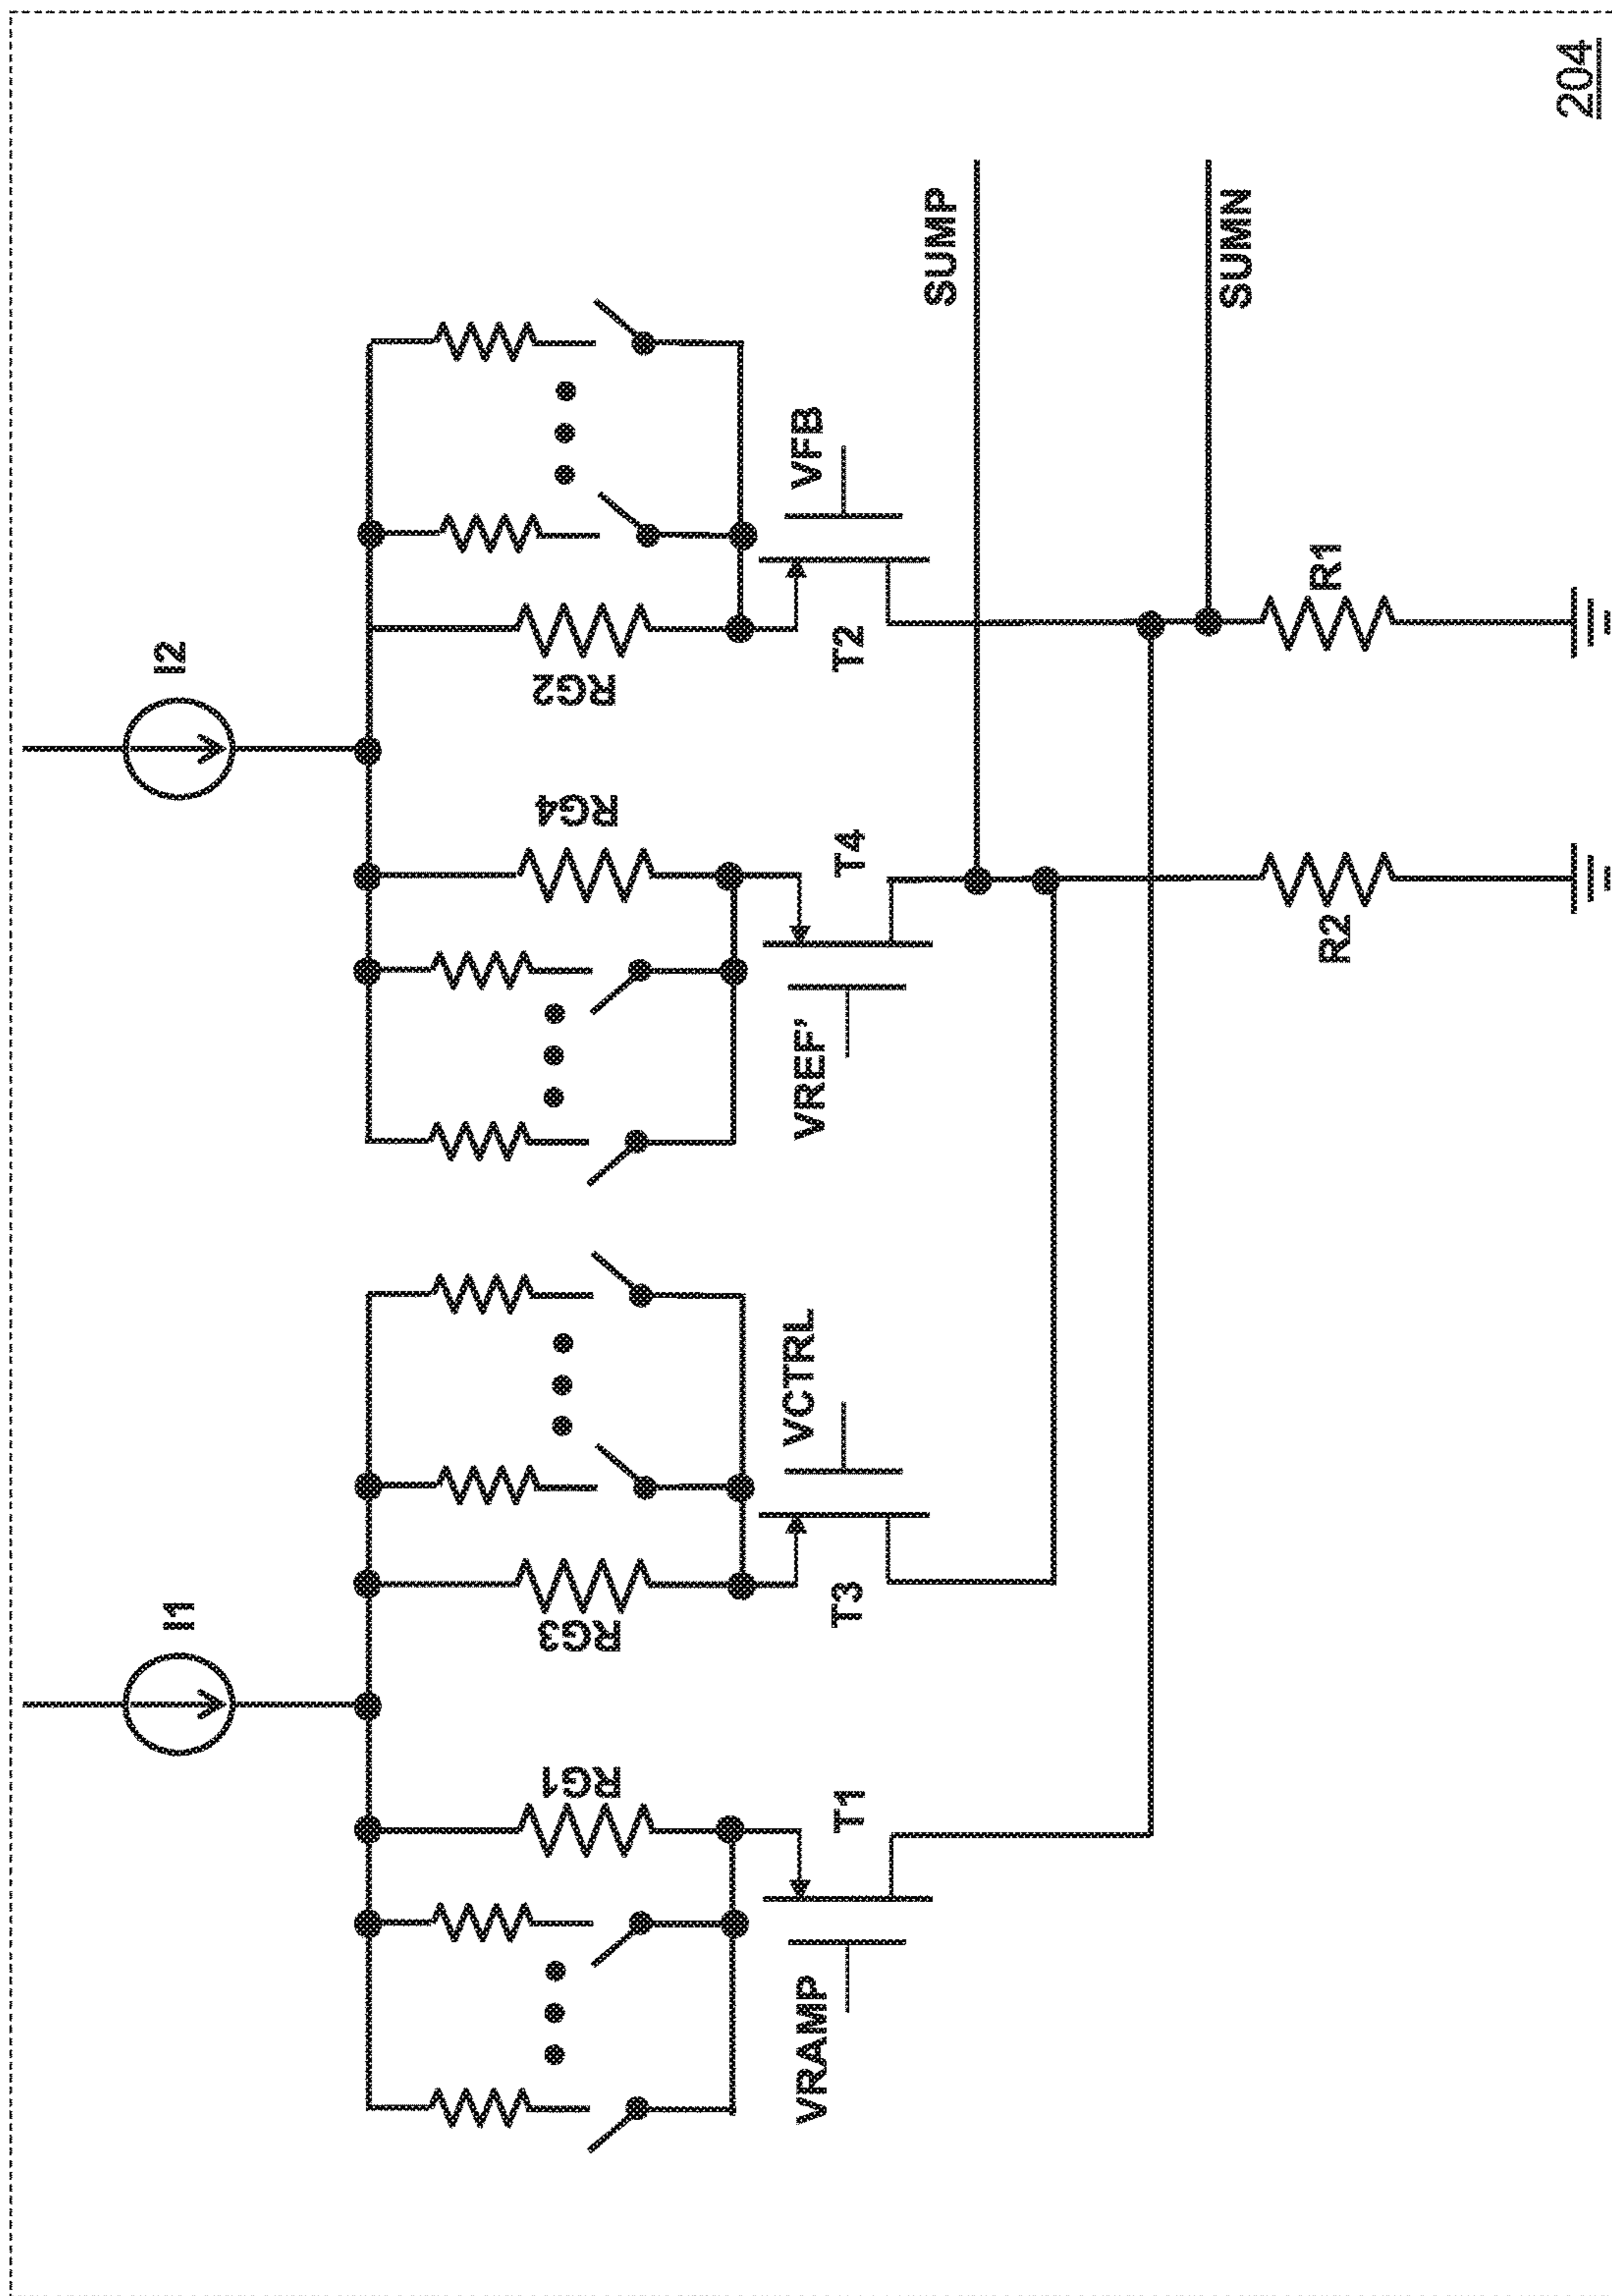 204
I1
I2
RG1
RG3
RG4
RG2
VRAMP
T1
T3
VCTRL
VREF'
T4
T2
VFB
SUMP
SUMN
R2
R1